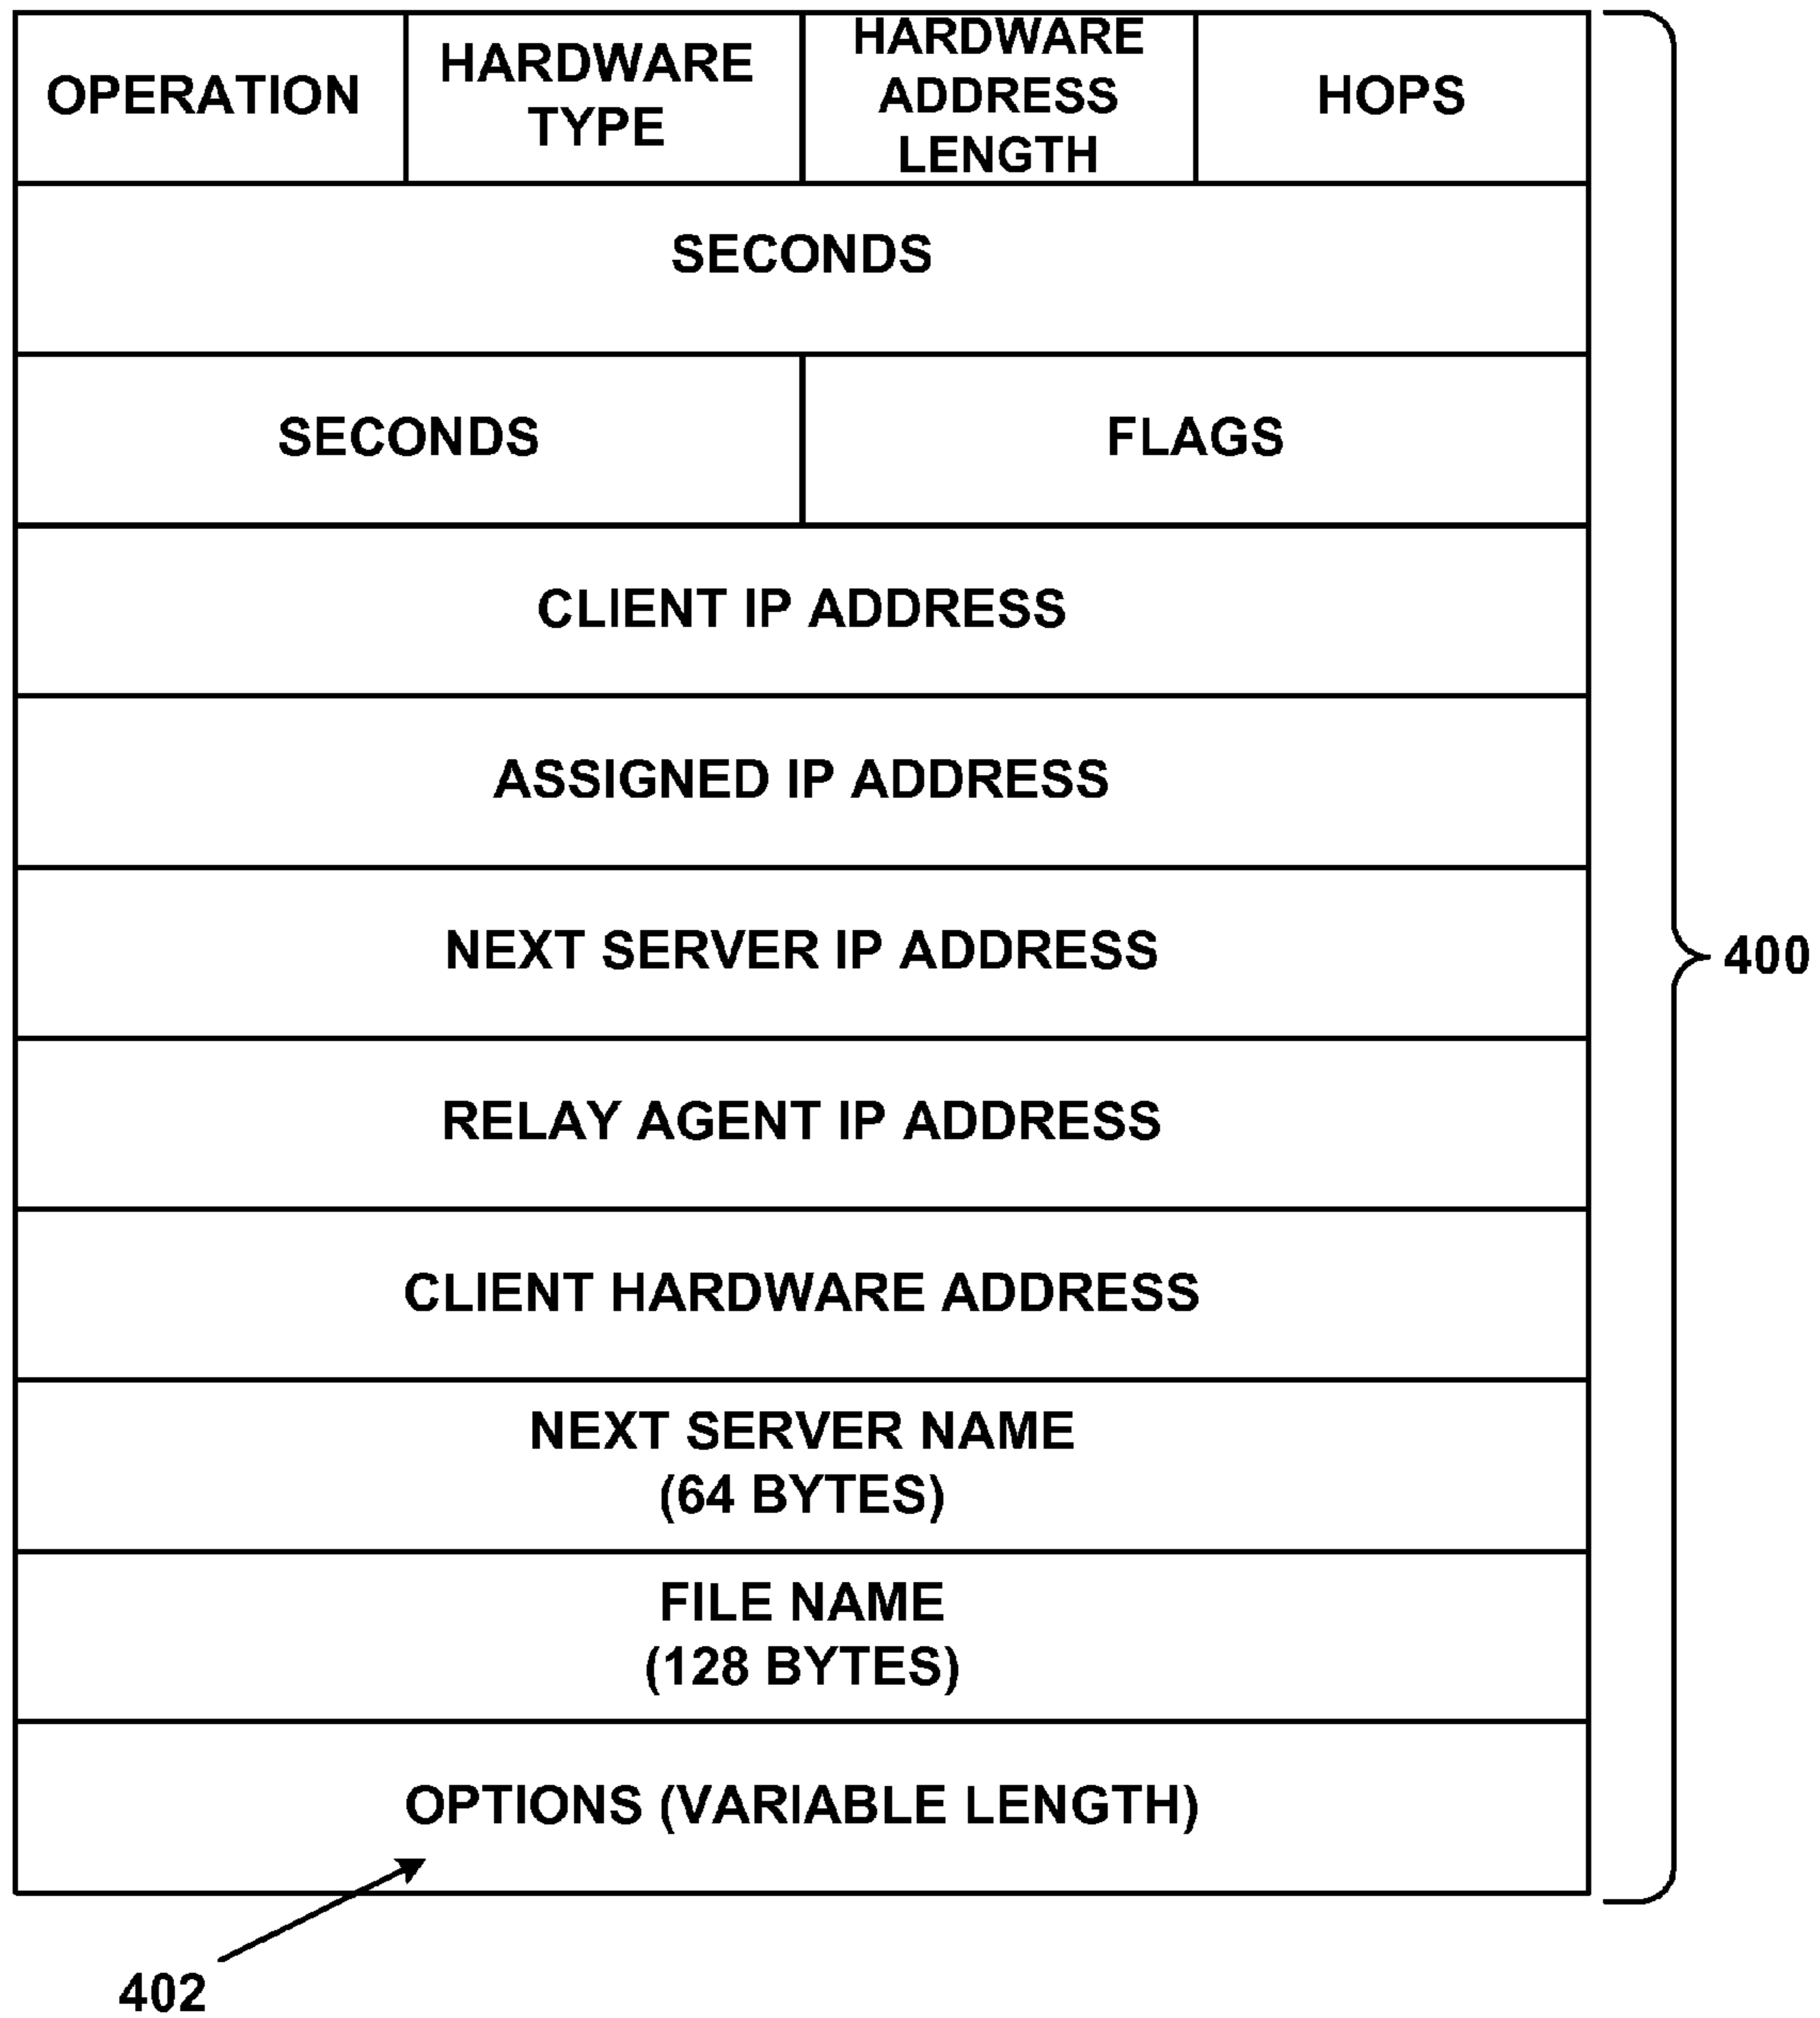 OPERATION
HARDWARE
TYPE
HARDWARE
ADDRESS
LENGTH
HOPS
SECONDS
SECONDS
FLAGS
CLIENT IP ADDRESS
ASSIGNED IP ADDRESS
NEXT SERVER IP ADDRESS
RELAY AGENT IP ADDRESS
CLIENT HARDWARE ADDRESS
NEXT SERVER NAME
(64 BYTES)
FILE NAME
(128 BYTES)
OPTIONS (VARIABLE LENGTH)
400
402